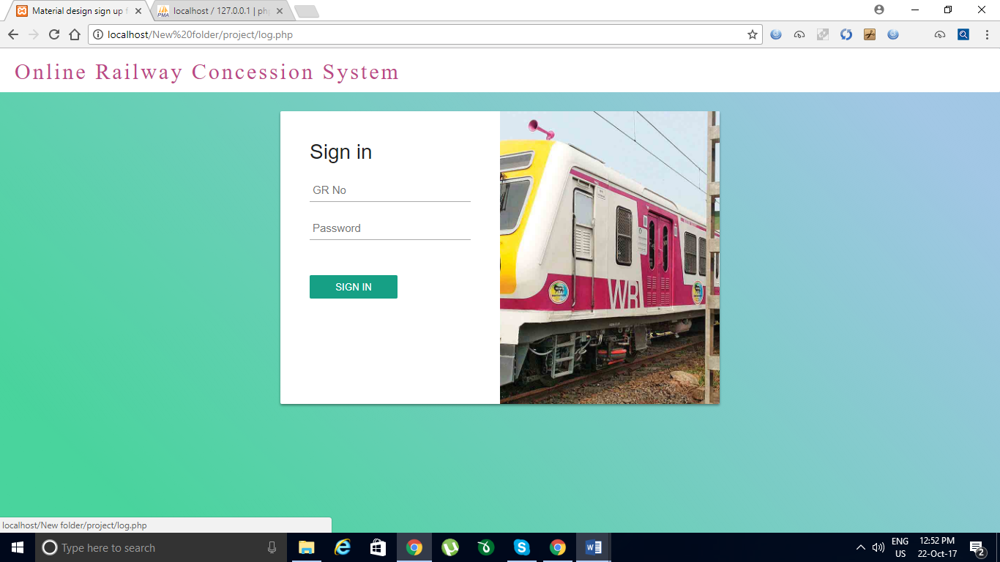 Material design sign up f
localhost / 127.0.0.1 | ph
localhost/New%20folder/project/log.php
Online Railway Concession System
Sign in
GR No
Password
SIGN IN
WR
localhost/New folder/project/log.php
Type here to search
ENG
US
12:52 PM
22-Oct-17
2